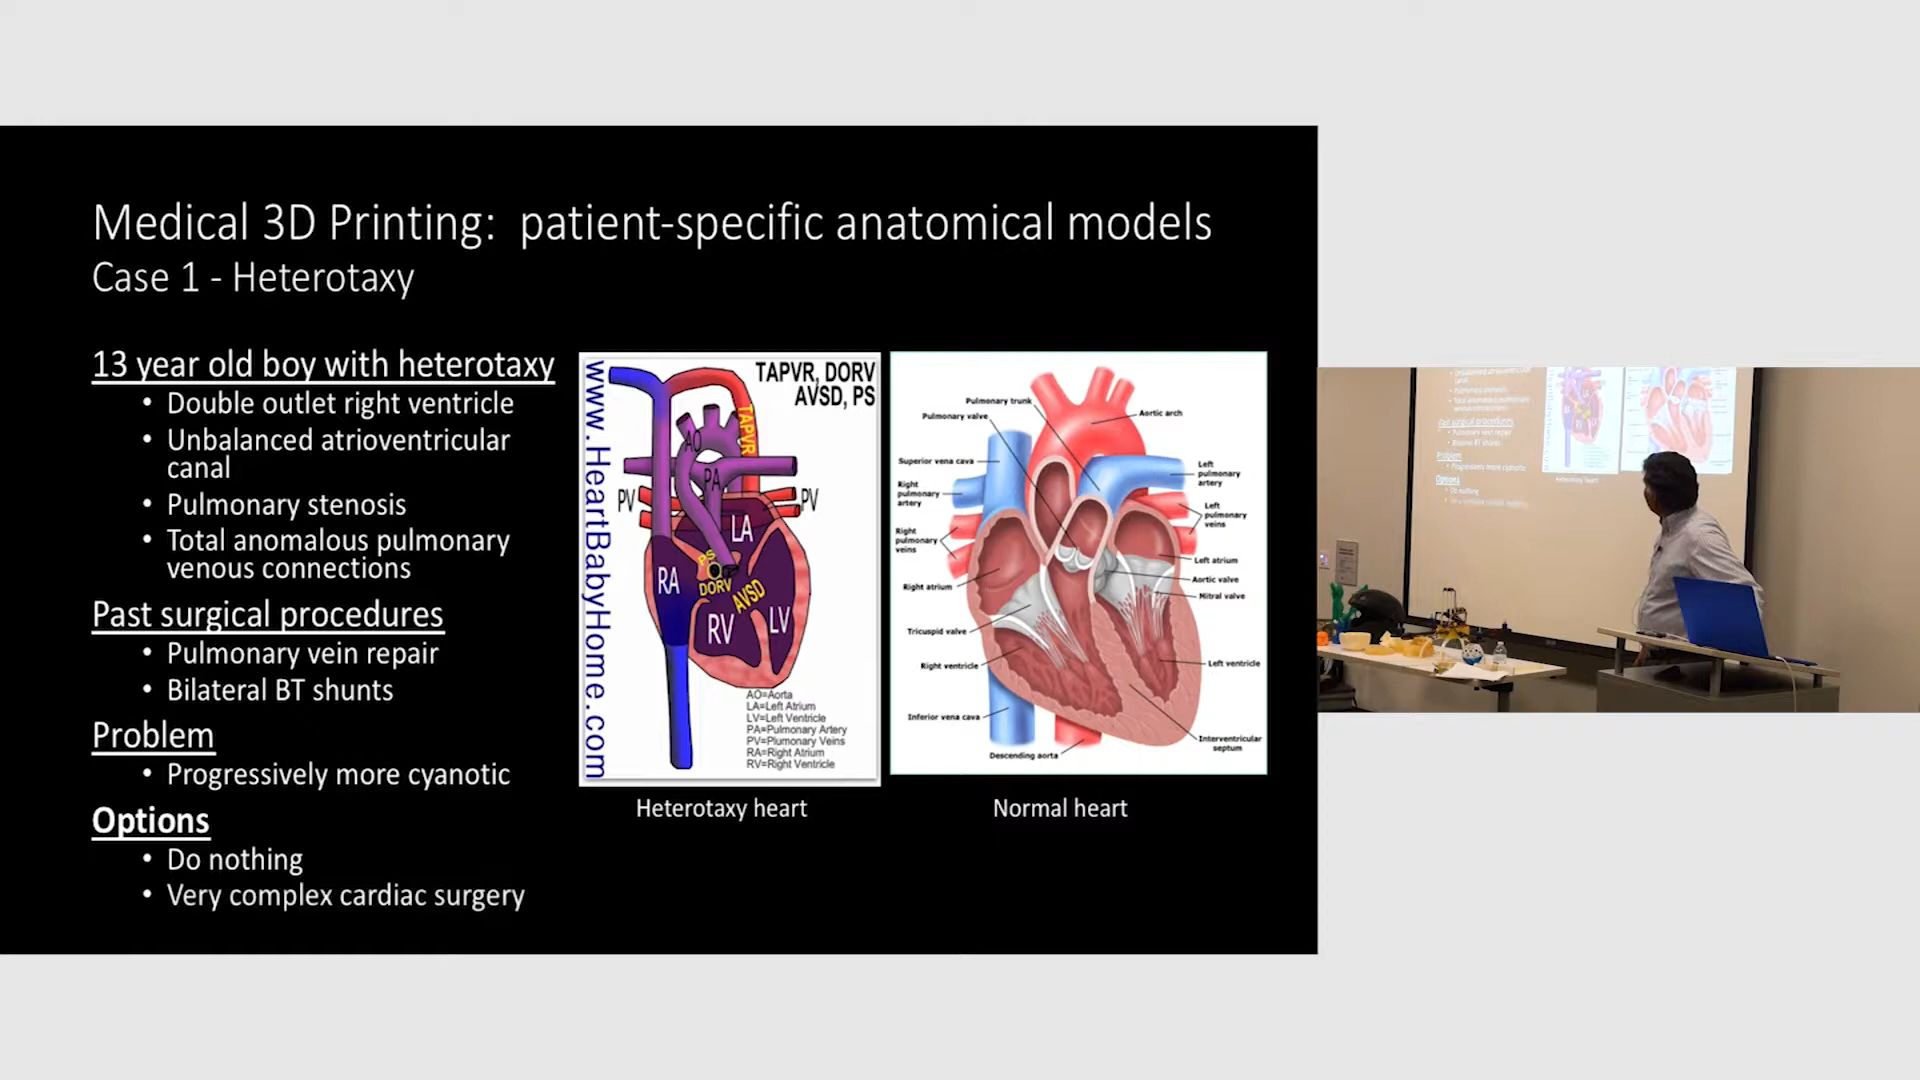 Medical 3D Printing: patient-specific anatomical models
Case 1 - Heterotaxy
13 year old boy with heterotaxy
• Double outlet right ventricle
• Unbalanced atrioventricular
canal
• Pulmonary stenosis
• Total anomalous pulmonary
venous connections
Past surgical procedures
• Pulmonary vein repair
• Bilateral BT shunts
Problem
• Progressively more cyanotic
Options
• Do nothing
• Very complex cardiac surgery
www.HeartBabyHome.com
TAPVR, DORV
AVSD, PS
TAPVR
AO
PA
PV
PV
LA
PS
RA
DORV
AVSD
RV
LV
AO=Aorta
LA=Left Atrium
LV=Left Ventricle
PA=Pulmonary Artery
PV=Plumonary Veins
RA=Right Atrium
RV=Right Ventricle
Heterotaxy heart
Pulmonary trunk
Pulmonary valve
Aortic arch
Superior vena cava
Right
pulmonary
artery
Right
pulmonary
veins
Right atrium
Tricuspid valve
Right ventricle
Inferior vena cava
Descending aorta
Left
pulmonary
artery
Left
pulmonary
veins
Left atrium
Aortic valve
Mitral valve
Left ventricle
Interventricular
septum
Normal heart